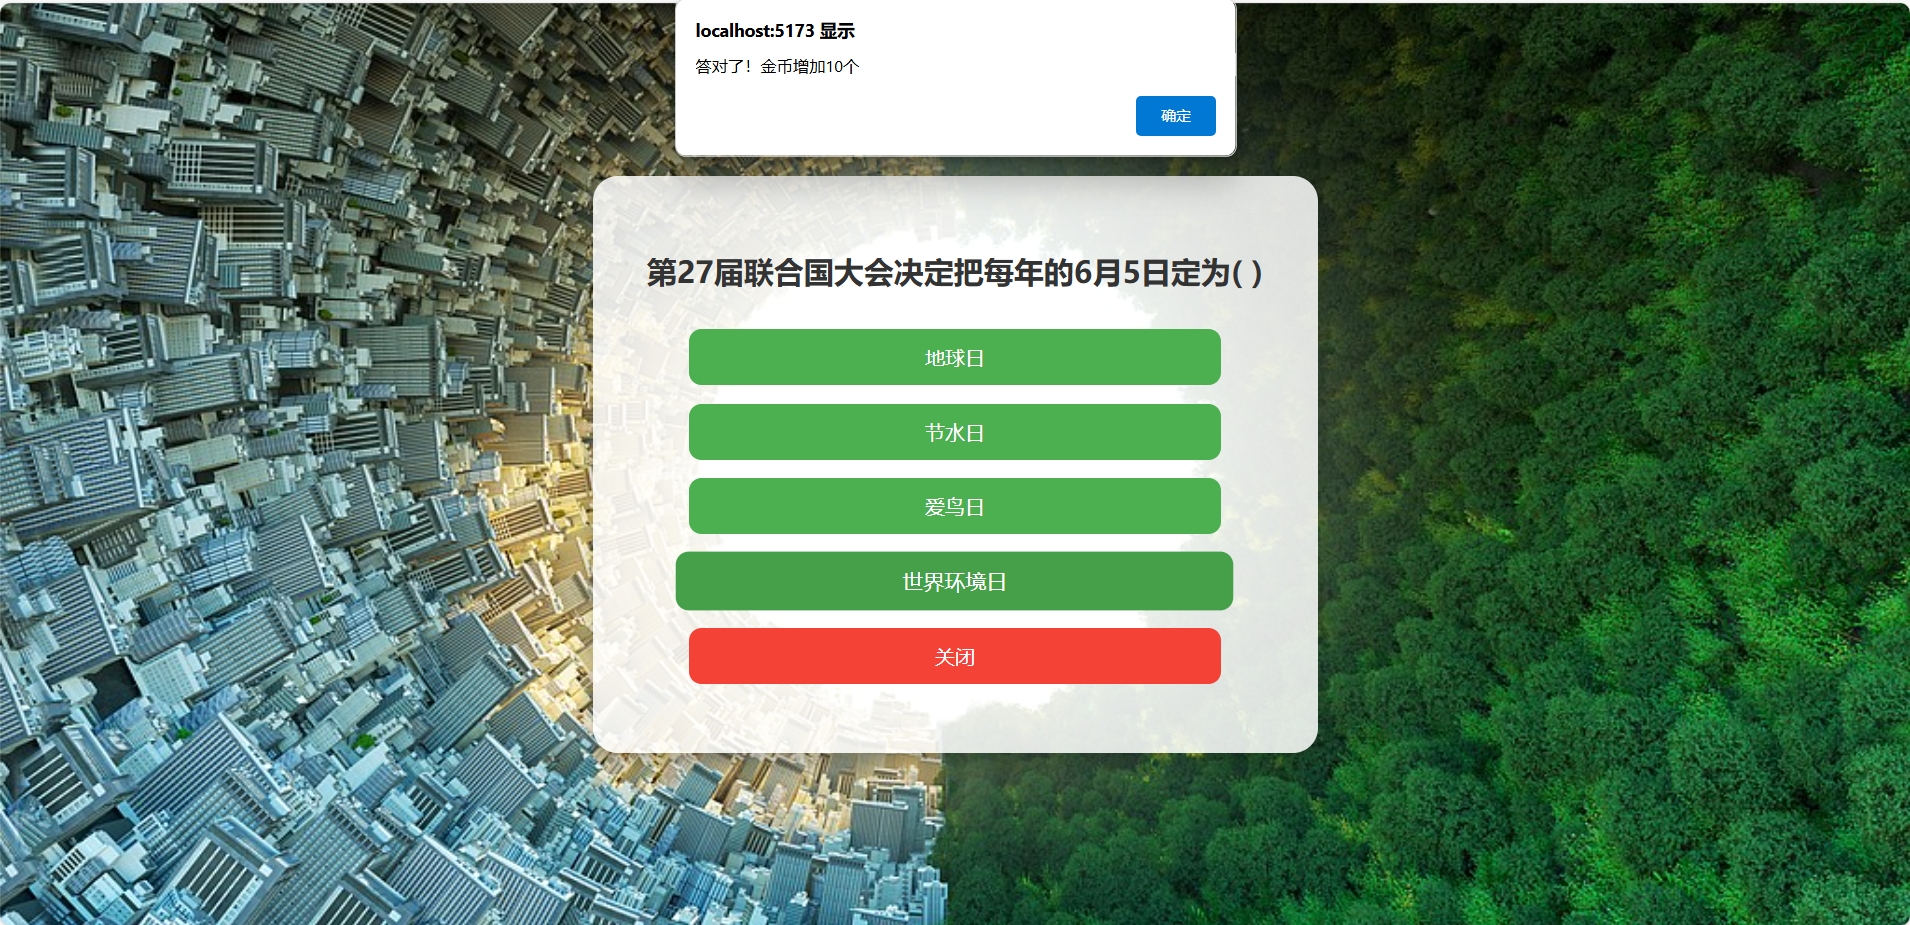 localhost:5173 显示
答对了！金币增加10个
确定
第27届联合国大会决定把每年的6月5日定为( )
地球日
节水日
爱鸟日
世界环境日
关闭